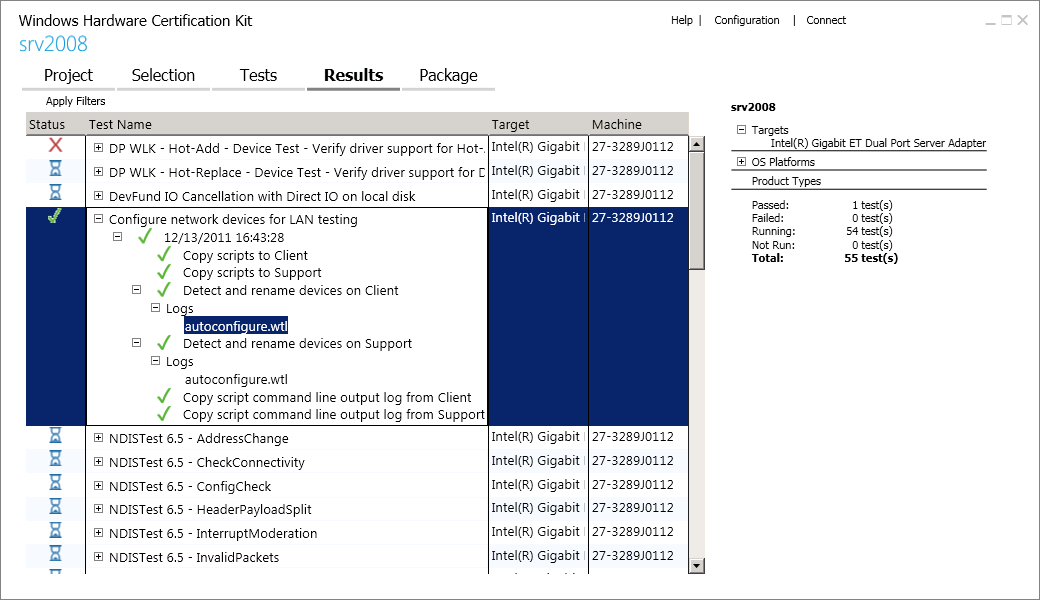 Windows Hardware Certification Kit
Help | Configuration | Connect
srv2008
Project Selection Tests Results Package
Apply Filters
Status Test Name Target Machine
DP WLK - Hot-Add - Device Test - Verify driver support for Hot-. Intel(R) Gigabit 27-3289J0112
DP WLK - Hot-Replace - Device Test - Verify driver support for D Intel(R) Gigabit 27-3289J0112
DevFund IO Cancellation with Direct IO on local disk Intel(R) Gigabit 27-3289J0112
Configure network devices for LAN testing Intel(R) Gigabit 27-3289J0112
12/13/2011 16:43:28
Copy scripts to Client
Copy scripts to Support
Detect and rename devices on Client
Logs
autoconfigure.wtl
Detect and rename devices on Support
Logs
autoconfigure.wtl
Copy script command line output log from Client
Copy script command line output log from Support
NDISTest 6.5 - AddressChange Intel(R) Gigabit 27-3289J0112
NDISTest 6.5 - CheckConnectivity Intel(R) Gigabit 27-3289J0112
NDISTest 6.5 - ConfigCheck Intel(R) Gigabit 27-3289J0112
NDISTest 6.5 - HeaderPayloadSplit Intel(R) Gigabit 27-3289J0112
NDISTest 6.5 - InterruptModeration Intel(R) Gigabit 27-3289J0112
NDISTest 6.5 - InvalidPackets Intel(R) Gigabit 27-3289J0112
srv2008
Targets
Intel(R) Gigabit ET Dual Port Server Adapter
OS Platforms
Product Types
Passed: 1 test(s)
Failed: 0 test(s)
Running: 54 test(s)
Not Run: 0 test(s)
Total: 55 test(s)